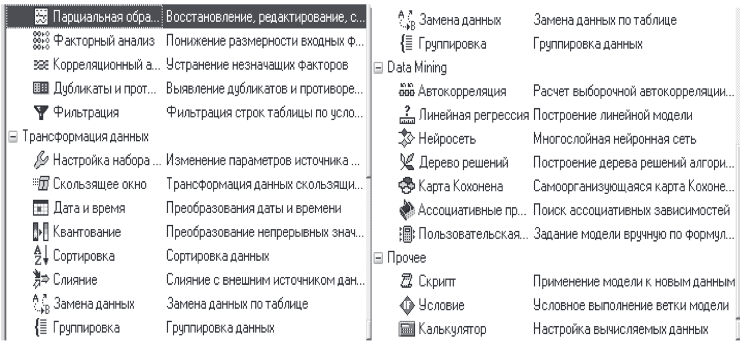 Парциальная обра... Восстановление, редактирование, с...
Факторный анализ Понижение размерности входных ф...
Корреляционный а... Устранение незначащих факторов
Дубликаты и прот... Выявление дубликатов и противоре...
Фильтрация Фильтрация строк таблицы по усло...
Трансформация данных
Настройка набора ... Изменение параметров источника ...
Скользящее окно Трансформация данных скользящи...
Дата и время Преобразования даты и времени
Квантование Преобразование непрерывных знач...
Сортировка Сортировка данных
Слияние Слияние с внешним источником дан...
Замена данных Замена данных по таблице
Группировка Группировка данных
Замена данных Замена данных по таблице
Группировка Группировка данных
Data Mining
Автокорреляция Расчет выборочной автокорреляции...
Линейная регрессия Построение линейной модели
Нейросеть Многослойная нейронная сеть
Дерево решений Построение дерева решений алгори...
Карта Кохонена Самоорганизующаяся карта Кохоне...
Ассоциативные пр... Поиск ассоциативных зависимостей
Пользовательская... Задание модели вручную по формул...
Прочее
Скрипт Применение модели к новым данным
Условие Условное выполнение ветки модели
Калькулятор Настройка вычисляемых данных